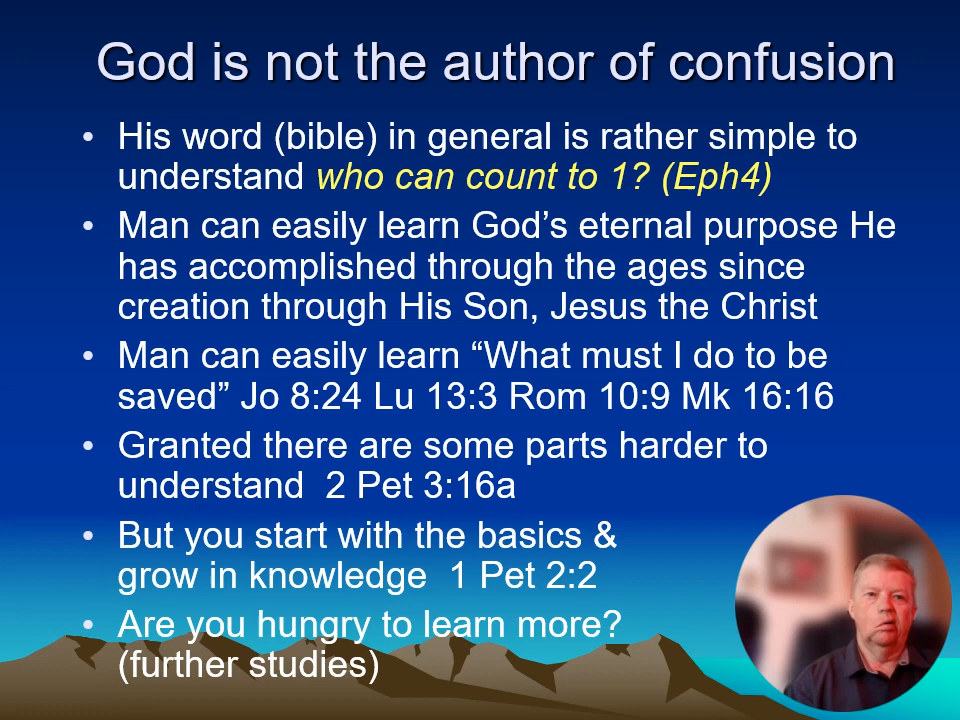 God is not the author of confusion
• His word (bible) in general is rather simple to
understand who can count to 1? (Eph4)
• Man can easily learn God’s eternal purpose He
has accomplished through the ages since
creation through His Son, Jesus the Christ
• Man can easily learn “What must I do to be
saved” Jo 8:24 Lu 13:3 Rom 10:9 Mk 16:16
• Granted there are some parts harder to
understand  2 Pet 3:16a
• But you start with the basics &
grow in knowledge  1 Pet 2:2
• Are you hungry to learn more?
(further studies)